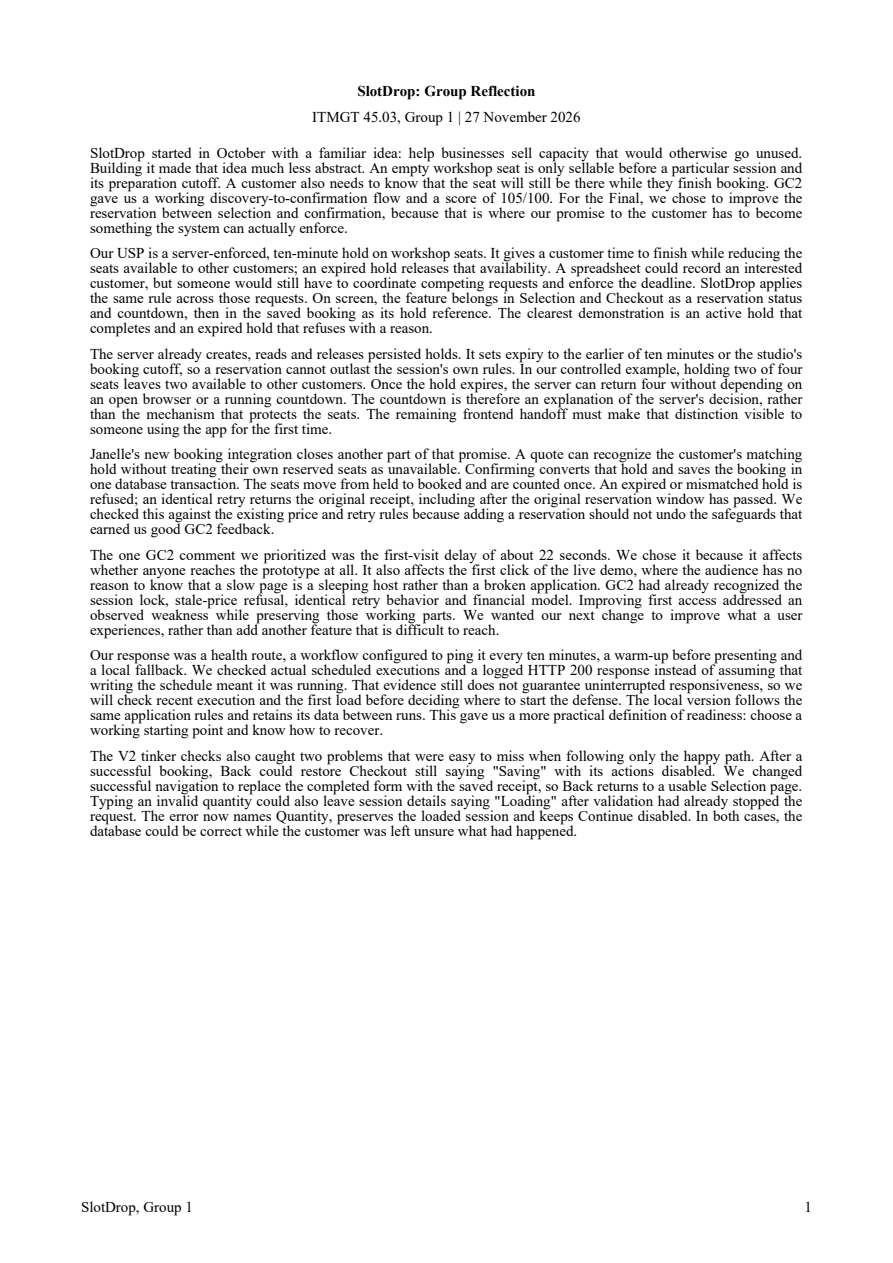 SlotDrop: Group Reflection
ITMGT 45.03, Group 1 | 27 November 2026
SlotDrop started in October with a familiar idea: help businesses sell capacity that would otherwise go unused.
Building it made that idea much less abstract. An empty workshop seat is only sellable before a particular session and
its preparation cutoff. A customer also needs to know that the seat will still be there while they finish booking. GC2
gave us a working discovery-to-confirmation flow and a score of 105/100. For the Final, we chose to improve the
reservation between selection and confirmation, because that is where our promise to the customer has to become
something the system can actually enforce.
Our USP is a server-enforced, ten-minute hold on workshop seats. It gives a customer time to finish while reducing the
seats available to other customers; an expired hold releases that availability. A spreadsheet could record an interested
customer, but someone would still have to coordinate competing requests and enforce the deadline. SlotDrop applies
the same rule across those requests. On screen, the feature belongs in Selection and Checkout as a reservation status
and countdown, then in the saved booking as its hold reference. The clearest demonstration is an active hold that
completes and an expired hold that refuses with a reason.
The server already creates, reads and releases persisted holds. It sets expiry to the earlier of ten minutes or the studio's
booking cutoff, so a reservation cannot outlast the session's own rules. In our controlled example, holding two of four
seats leaves two available to other customers. Once the hold expires, the server can return four without depending on
an open browser or a running countdown. The countdown is therefore an explanation of the server's decision, rather
than the mechanism that protects the seats. The remaining frontend handoff must make that distinction visible to
someone using the app for the first time.
Janelle's new booking integration closes another part of that promise. A quote can recognize the customer's matching
hold without treating their own reserved seats as unavailable. Confirming converts that hold and saves the booking in
one database transaction. The seats move from held to booked and are counted once. An expired or mismatched hold is
refused; an identical retry returns the original receipt, including after the original reservation window has passed. We
checked this against the existing price and retry rules because adding a reservation should not undo the safeguards that
earned us good GC2 feedback.
The one GC2 comment we prioritized was the first-visit delay of about 22 seconds. We chose it because it affects
whether anyone reaches the prototype at all. It also affects the first click of the live demo, where the audience has no
reason to know that a slow page is a sleeping host rather than a broken application. GC2 had already recognized the
session lock, stale-price refusal, identical retry behavior and financial model. Improving first access addressed an
observed weakness while preserving those working parts. We wanted our next change to improve what a user
experiences, rather than add another feature that is difficult to reach.
Our response was a health route, a workflow configured to ping it every ten minutes, a warm-up before presenting and
a local fallback. We checked actual scheduled executions and a logged HTTP 200 response instead of assuming that
writing the schedule meant it was running. That evidence still does not guarantee uninterrupted responsiveness, so we
will check recent execution and the first load before deciding where to start the defense. The local version follows the
same application rules and retains its data between runs. This gave us a more practical definition of readiness: choose a
working starting point and know how to recover.
The V2 tinker checks also caught two problems that were easy to miss when following only the happy path. After a
successful booking, Back could restore Checkout still saying "Saving" with its actions disabled. We changed
successful navigation to replace the completed form with the saved receipt, so Back returns to a usable Selection page.
Typing an invalid quantity could also leave session details saying "Loading" after validation had already stopped the
request. The error now names Quantity, preserves the loaded session and keeps Continue disabled. In both cases, the
database could be correct while the customer was left unsure what had happened.
SlotDrop, Group 1
1